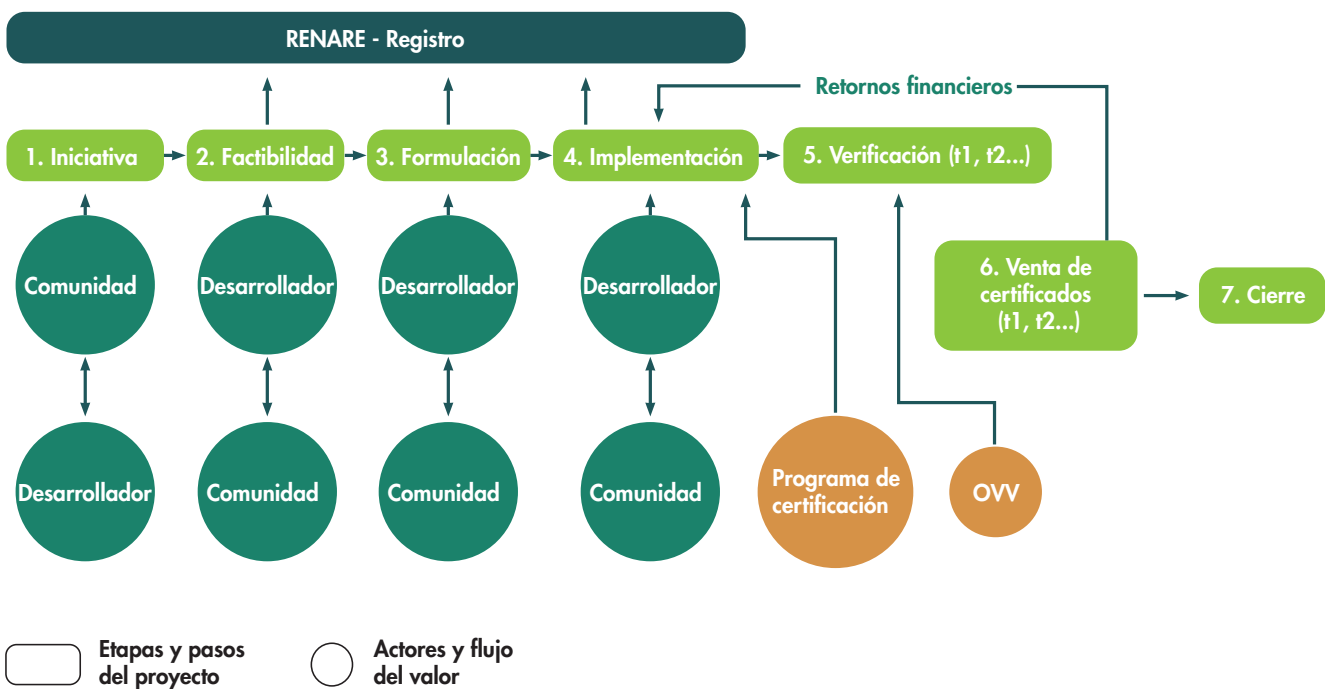 RENARE - Registro
Retornos financieros
1. Iniciativa
2. Factibilidad
3. Formulación
4. Implementación
5. Verificación (t1, t2...)
6. Venta de
certificados
(t1, t2...)
7. Cierre
Comunidad
Desarrollador
Desarrollador
Desarrollador
Desarrollador
Comunidad
Comunidad
Comunidad
Programa de
certificación
OVV
Etapas y pasos
del proyecto
Actores y flujo
del valor